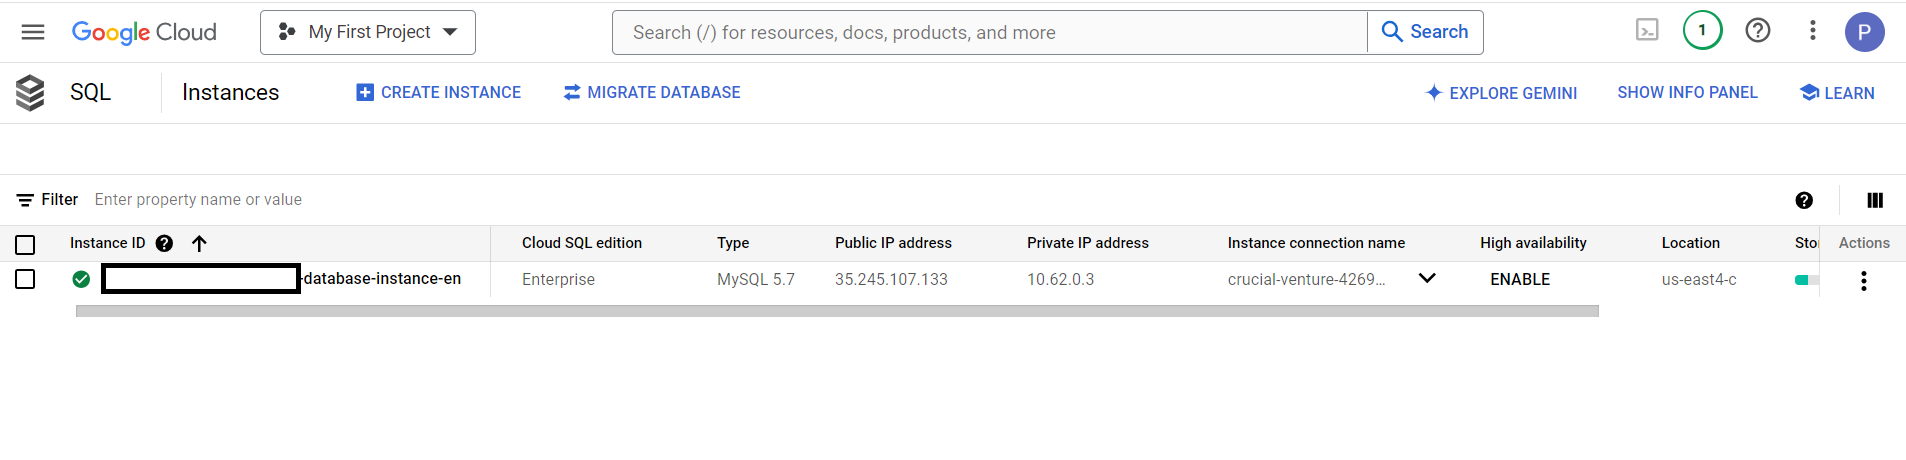 Google Cloud My First Project Search (/) for resources, docs, products, and more Search 1 P
SQL Instances CREATE INSTANCE MIGRATE DATABASE EXPLORE GEMINI SHOW INFO PANEL LEARN
Filter Enter property name or value
Instance ID Cloud SQL edition Type Public IP address Private IP address Instance connection name High availability Location Actions
-database-instance-en Enterprise MySQL 5.7 35.245.107.133 10.62.0.3 crucial-venture-4269... ENABLE us-east4-c